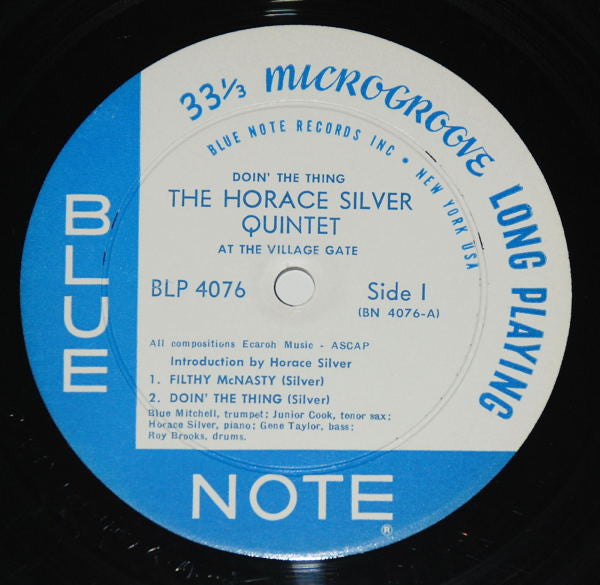 33⅓ MICROGROOVE LONG PLAYING
BLUE NOTE RECORDS INC • NEW YORK USA
DOIN' THE THING
THE HORACE SILVER
QUINTET
AT THE VILLAGE GATE
BLP 4076
Side 1
(BN 4076-A)
All compositions Ecaroh Music - ASCAP
Introduction by Horace Silver
1. FILTHY McNASTY (Silver)
2. DOIN' THE THING (Silver)
Blue Mitchell, trumpet; Junior Cook, tenor sax;
Horace Silver, piano; Gene Taylor, bass;
Roy Brooks, drums.
BLUE
NOTE®